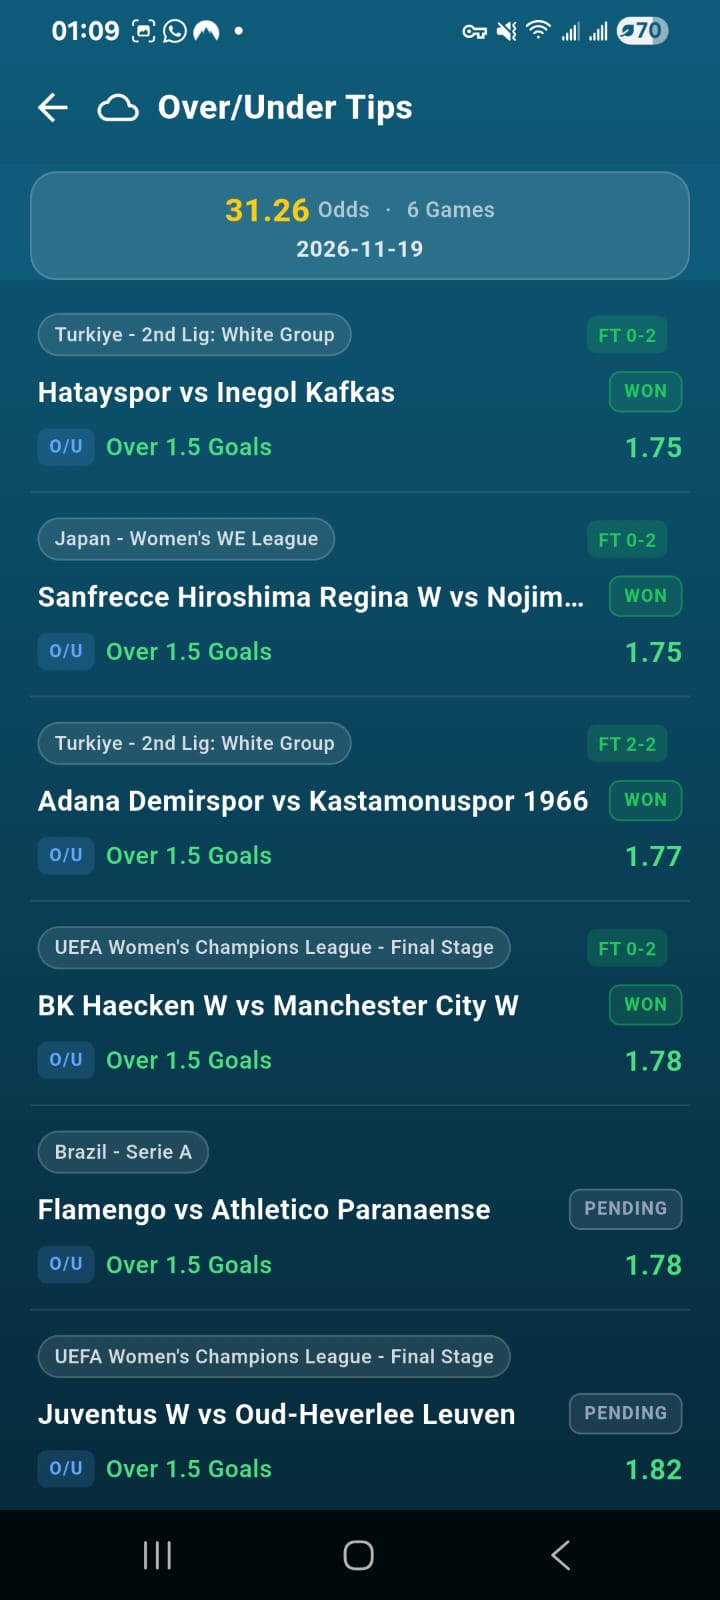 01:09
70
Over/Under Tips
31.26 Odds · 6 Games
2026-11-19
Turkiye - 2nd Lig: White Group FT 0-2
Hatayspor vs Inegol Kafkas WON
O/U Over 1.5 Goals 1.75
Japan - Women's WE League FT 0-2
Sanfrecce Hiroshima Regina W vs Nojim... WON
O/U Over 1.5 Goals 1.75
Turkiye - 2nd Lig: White Group FT 2-2
Adana Demirspor vs Kastamonuspor 1966 WON
O/U Over 1.5 Goals 1.77
UEFA Women's Champions League - Final Stage FT 0-2
BK Haecken W vs Manchester City W WON
O/U Over 1.5 Goals 1.78
Brazil - Serie A
Flamengo vs Athletico Paranaense PENDING
O/U Over 1.5 Goals 1.78
UEFA Women's Champions League - Final Stage
Juventus W vs Oud-Heverlee Leuven PENDING
O/U Over 1.5 Goals 1.82